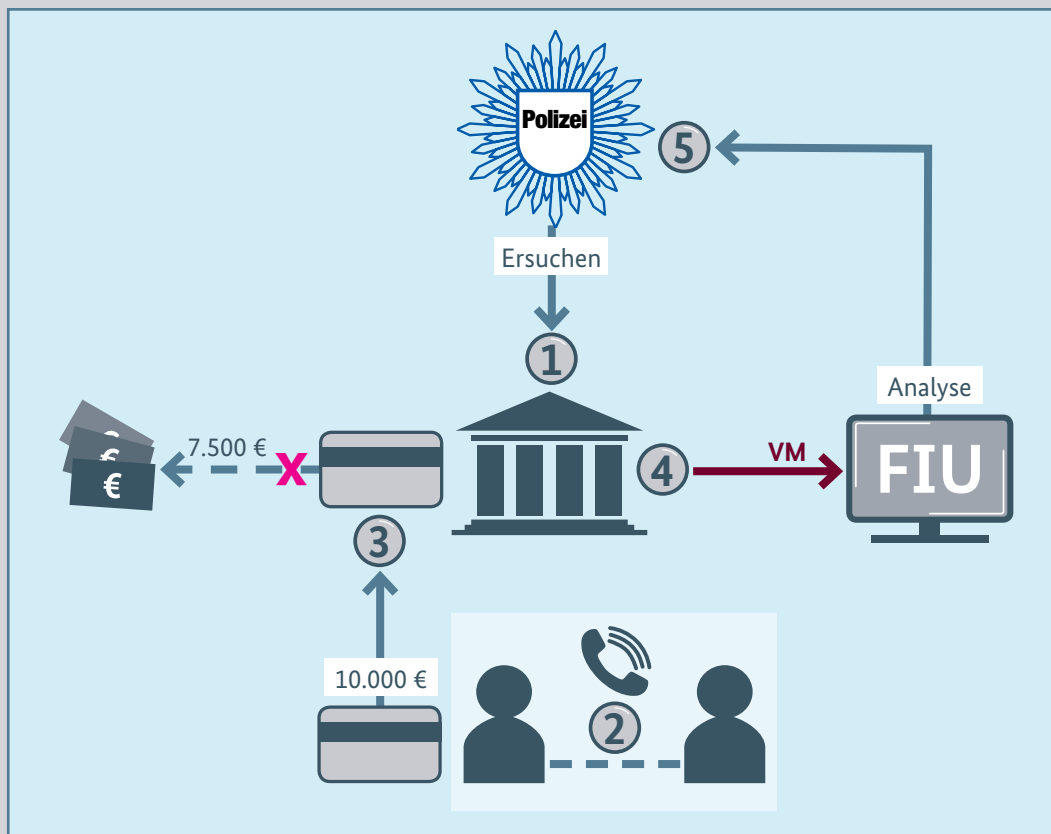 Polizei
5
Ersuchen
1
Analyse
7.500 €
X
€
€
€
4
VM
FIU
3
10.000 €
2